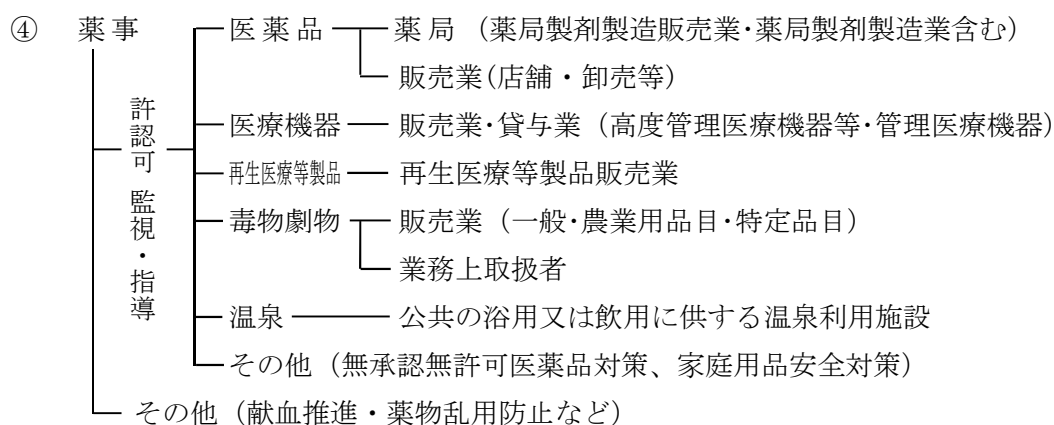 ④ 薬事 医薬品 薬局 （薬局製剤製造販売業・薬局製剤製造業含む）
販売業（店舗・卸売等）
許認可 監視・指導
医療機器 販売業・貸与業 （高度管理医療機器等・管理医療機器）
再生医療等製品 再生医療等製品販売業
毒物劇物 販売業 （一般・農業用品目・特定品目）
業務上取扱者
温泉 公共の浴用又は飲用に供する温泉利用施設
その他 （無承認無許可医薬品対策、家庭用品安全対策）
その他 （献血推進・薬物乱用防止など）